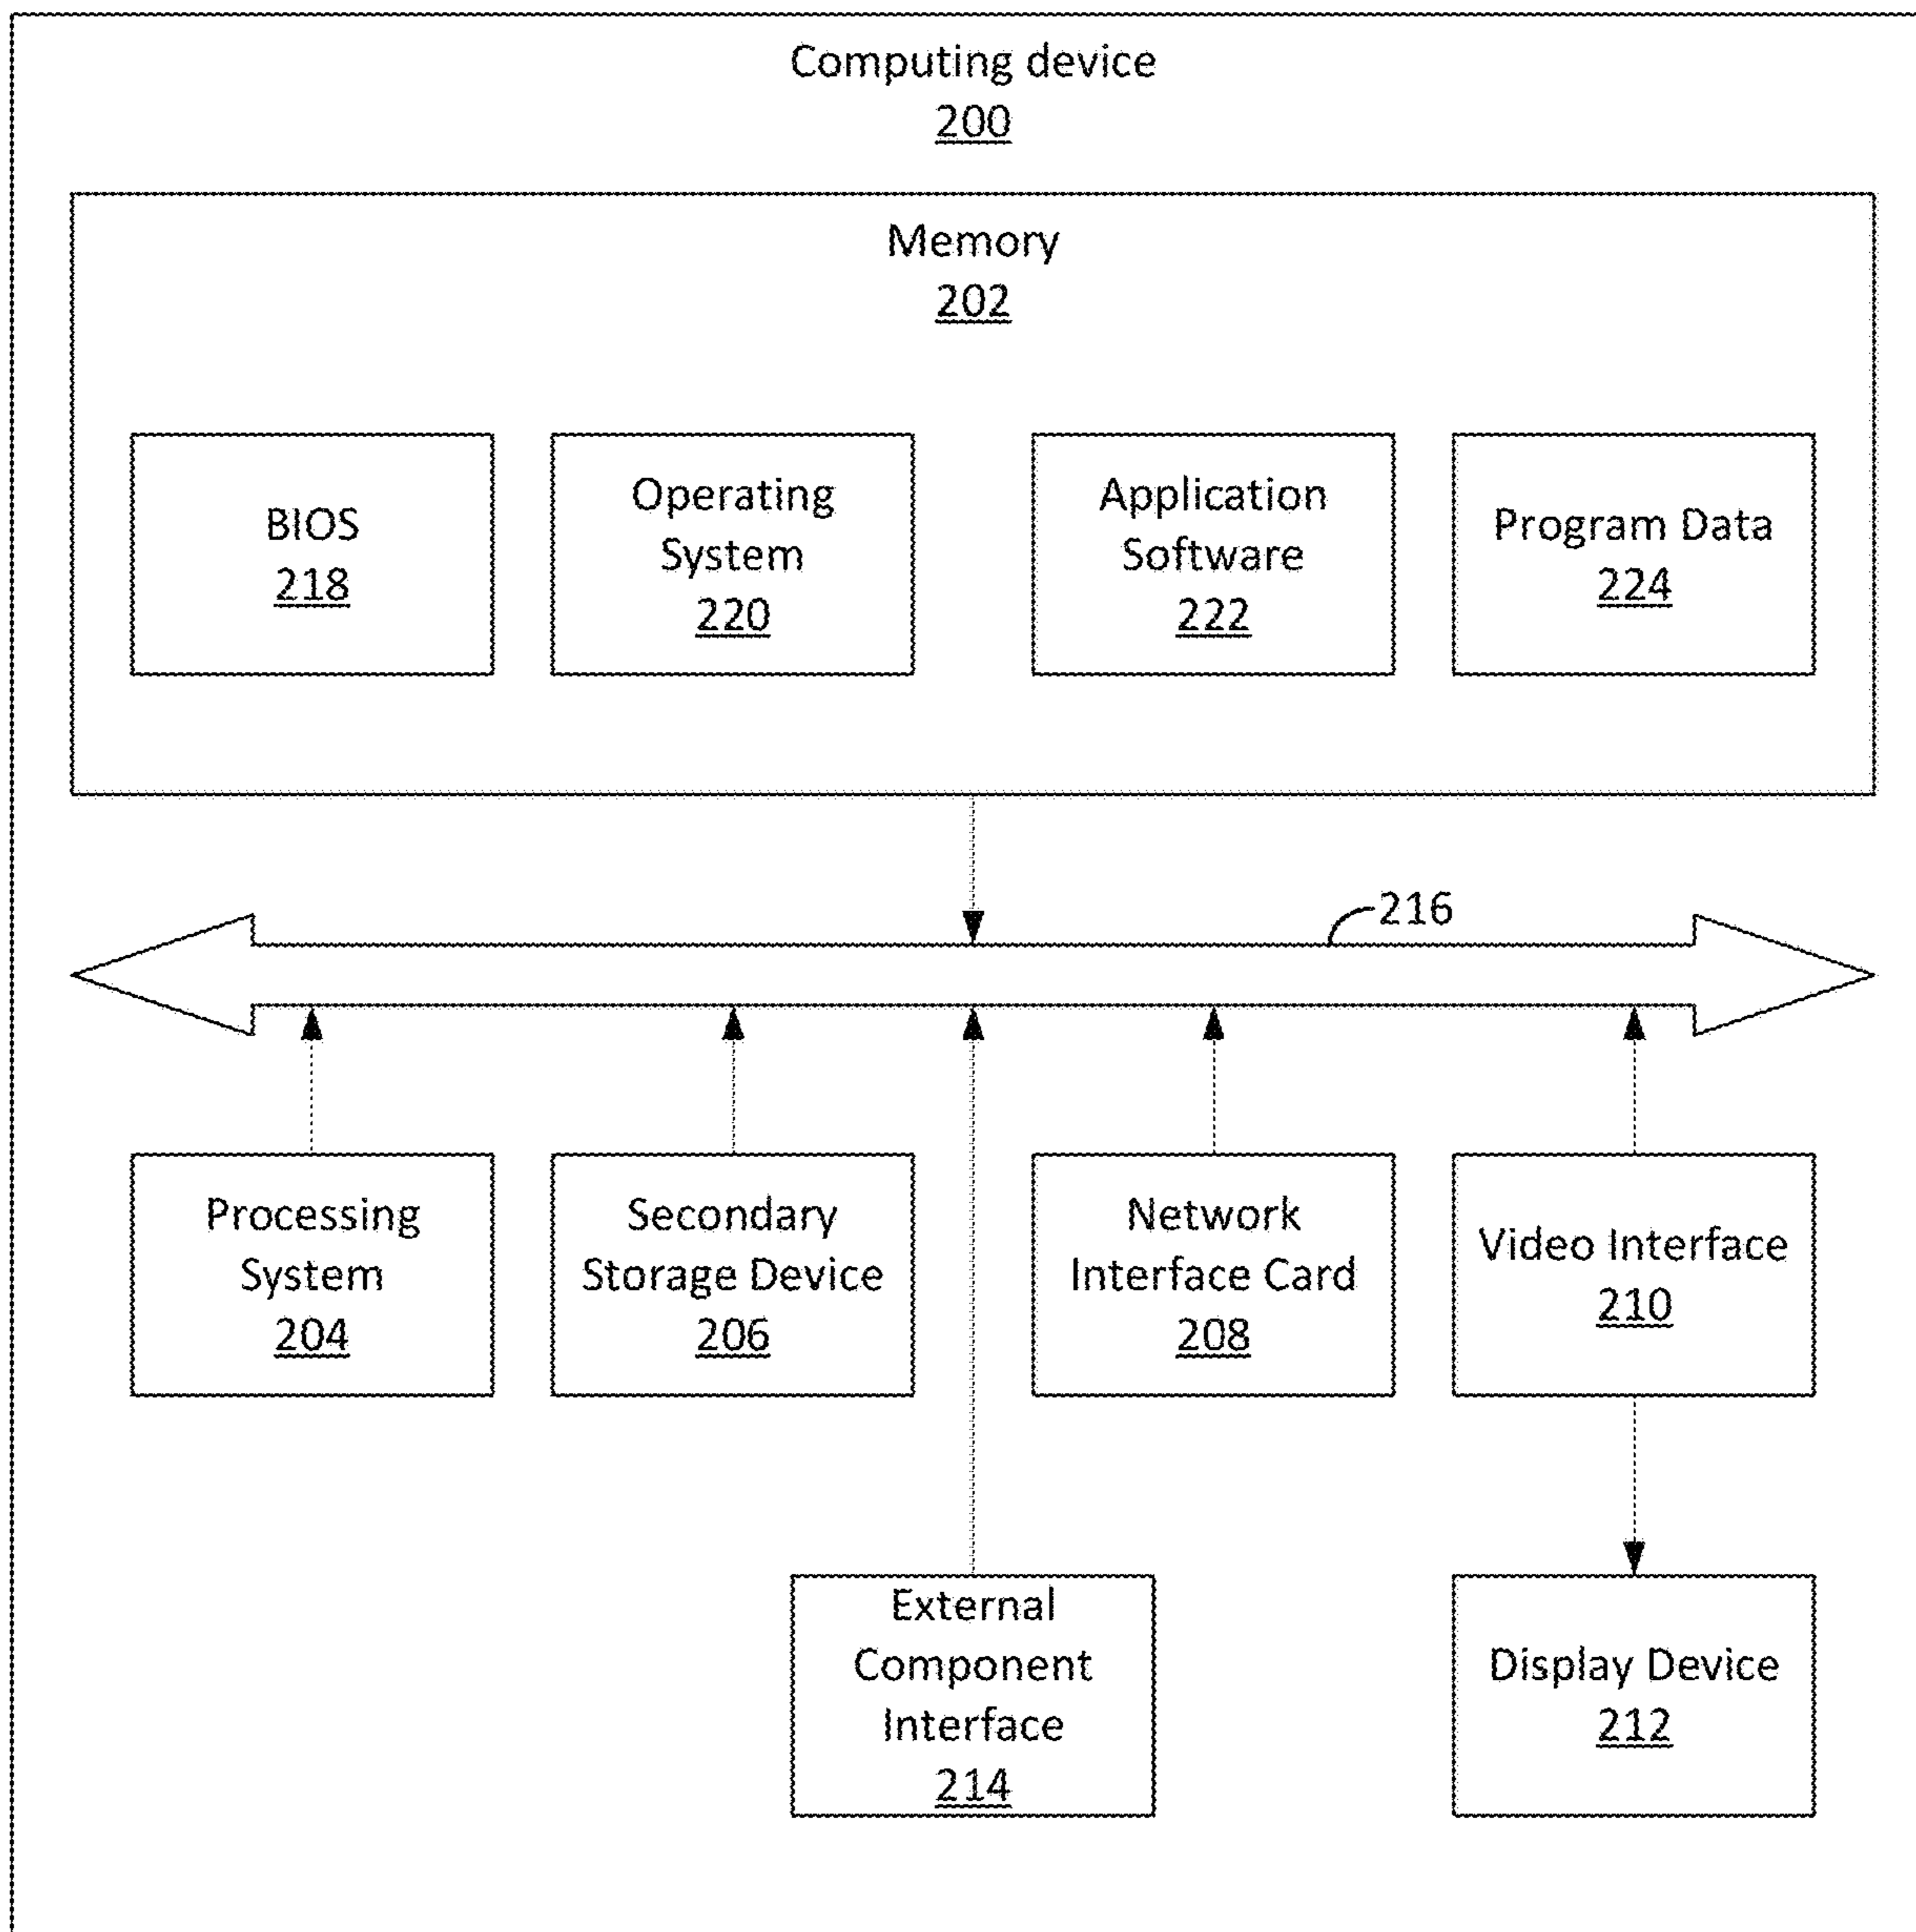 Computing device
200
Memory
202
BIOS
218
Operating
System
220
Application
Software
222
Program Data
224
216
Processing
System
204
Secondary
Storage Device
206
Network
Interface Card
208
Video Interface
210
External
Component
Interface
214
Display Device
212